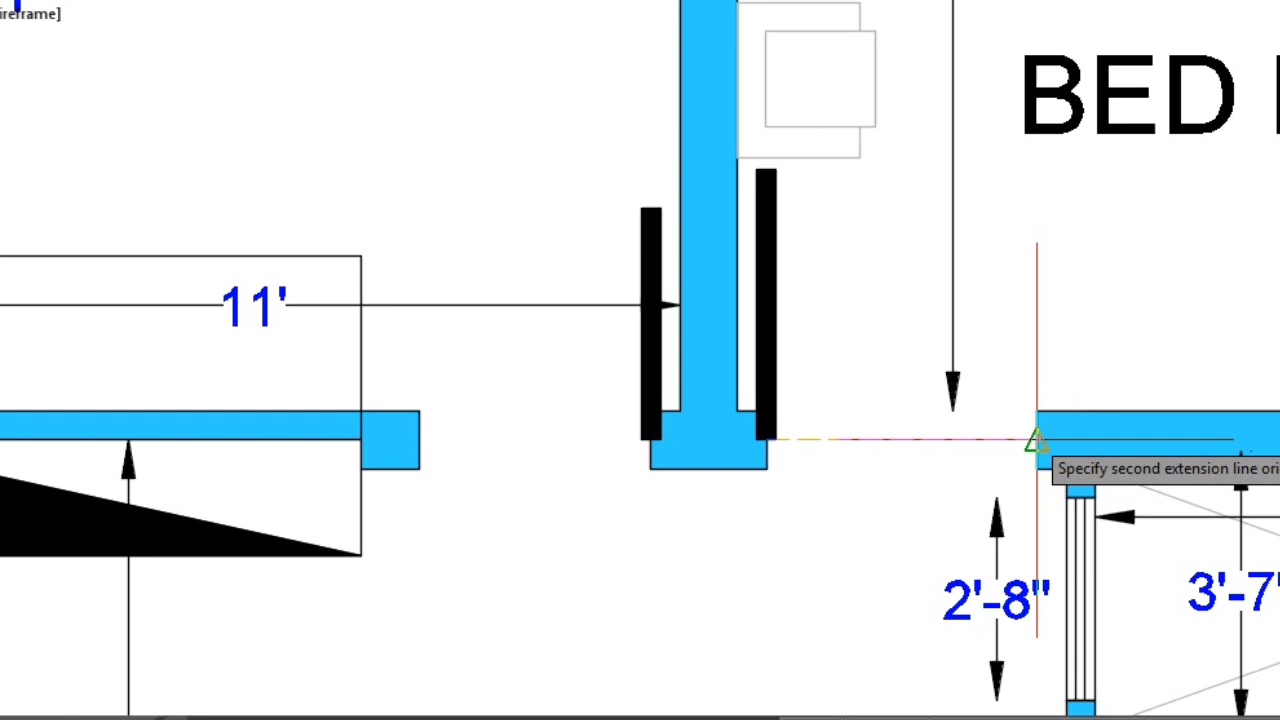 ireframe]
BED
11'
Specify second extension line ori
2'-8"
3'-7"